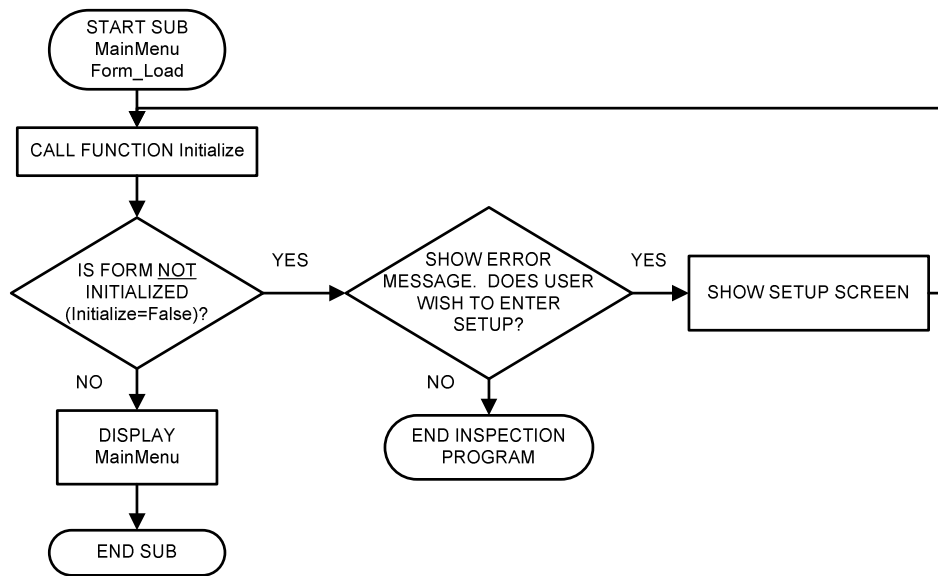 START SUB
MainMenu
Form_Load
CALL FUNCTION Initialize
IS FORM NOT
INITIALIZED
(Initialize=False)?
YES
SHOW ERROR
MESSAGE.  DOES USER
WISH TO ENTER
SETUP?
YES
SHOW SETUP SCREEN
NO
DISPLAY
MainMenu
END SUB
NO
END INSPECTION
PROGRAM